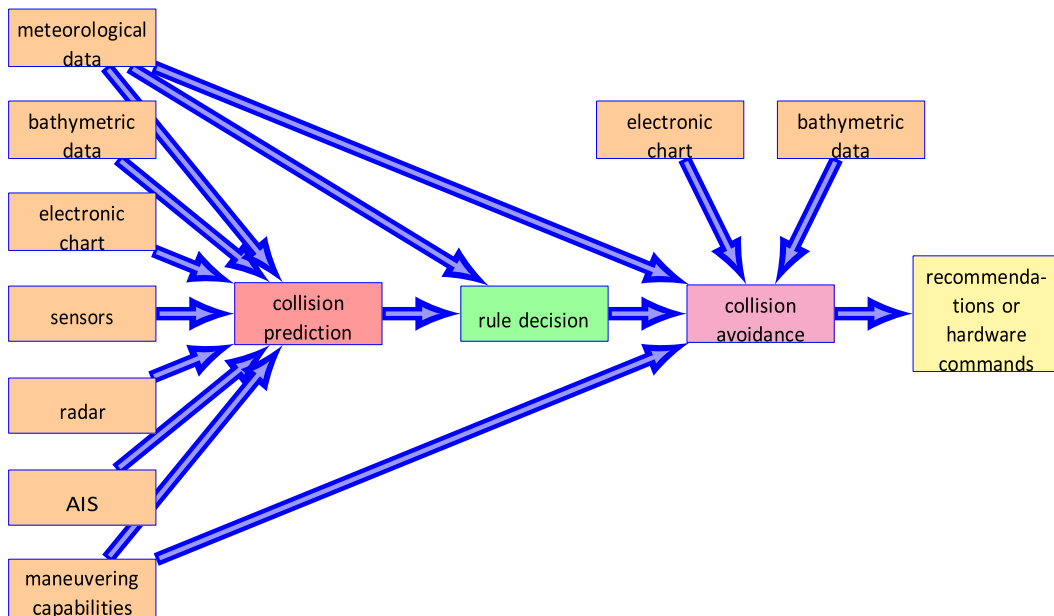 meteorological
data
bathymetric
data
electronic
chart
sensors
radar
AIS
maneuvering
capabilities
collision
prediction
rule decision
electronic
chart
bathymetric
data
collision
avoidance
recommenda-
tions or
hardware
commands